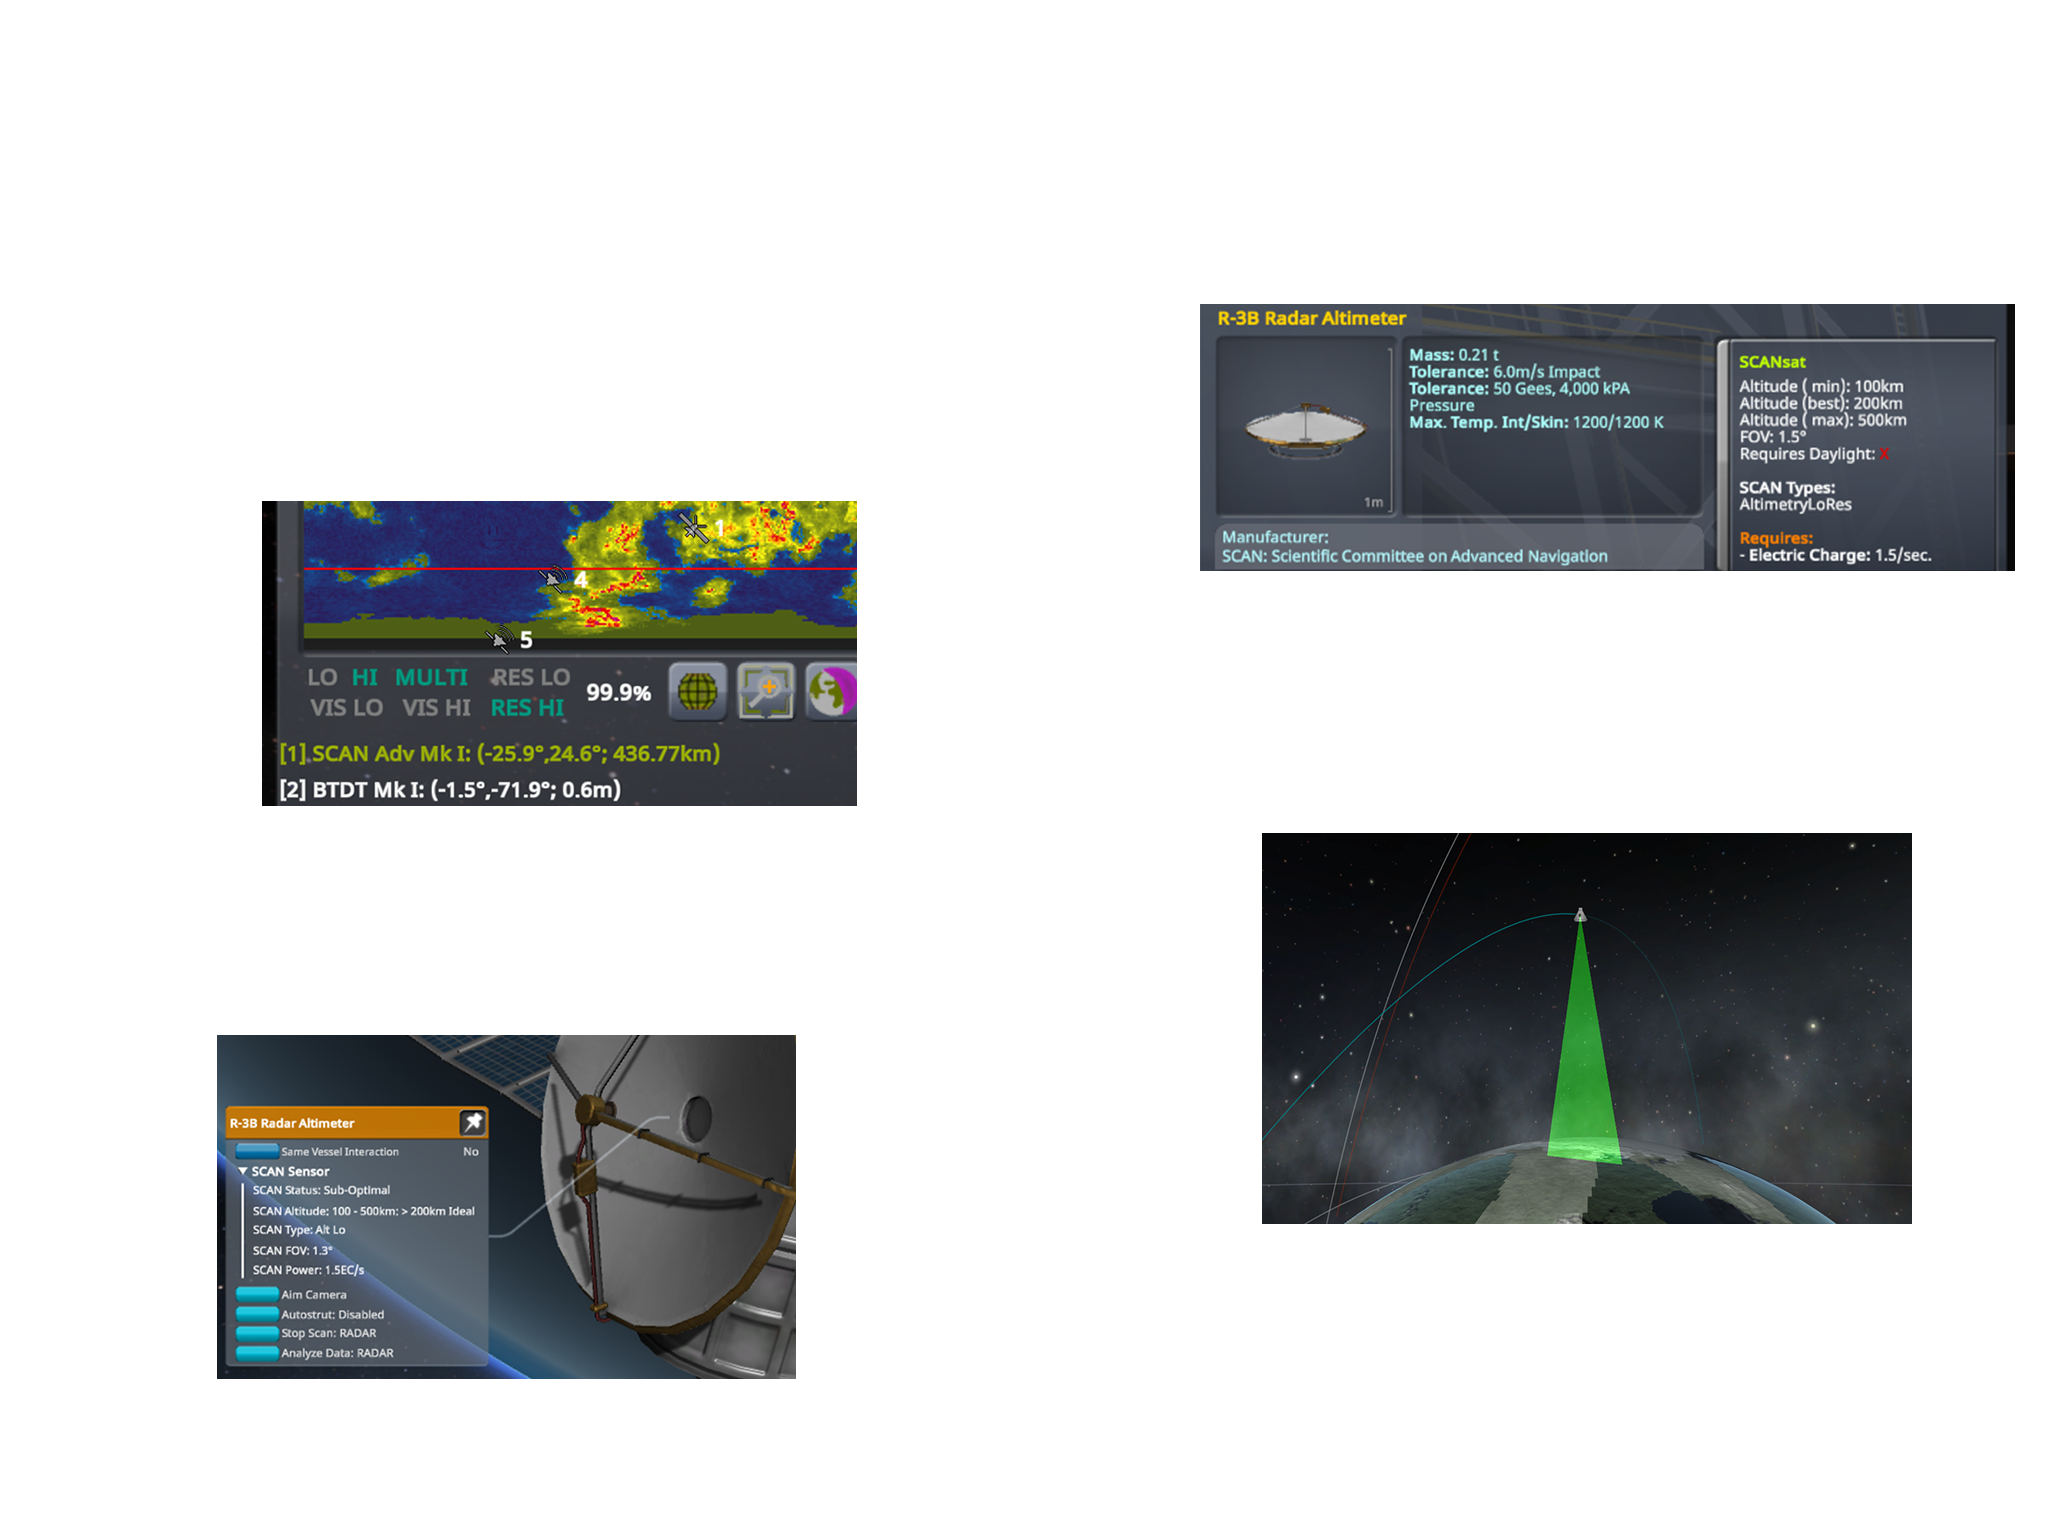 R-3B Radar Altimeter
Mass: 0.21 t
Tolerance: 6.0m/s Impact
Tolerance: 50 Gees, 4,000 kPA
Pressure
Max. Temp. Int/Skin: 1200/1200 K
1m
Manufacturer:
SCAN: Scientific Committee on Advanced Navigation
SCANsat
Altitude ( min): 100km
Altitude (best): 200km
Altitude ( max): 500km
FOV: 1.5°
Requires Daylight: X
SCAN Types:
AltimetryLoRes
Requires:
- Electric Charge: 1.5/sec.
1
4
5
LO HI MULTI RES LO
VIS LO VIS HI RES HI
99.9%
[1] SCAN Adv Mk I: (-25.9°,24.6°; 436.77km)
[2] BTDT Mk I: (-1.5°,-71.9°; 0.6m)
R-3B Radar Altimeter
Same Vessel Interaction No
SCAN Sensor
SCAN Status: Sub-Optimal
SCAN Altitude: 100 - 500km: > 200km Ideal
SCAN Type: Alt Lo
SCAN FOV: 1.3°
SCAN Power: 1.5EC/s
Aim Camera
Autostrut: Disabled
Stop Scan: RADAR
Analyze Data: RADAR